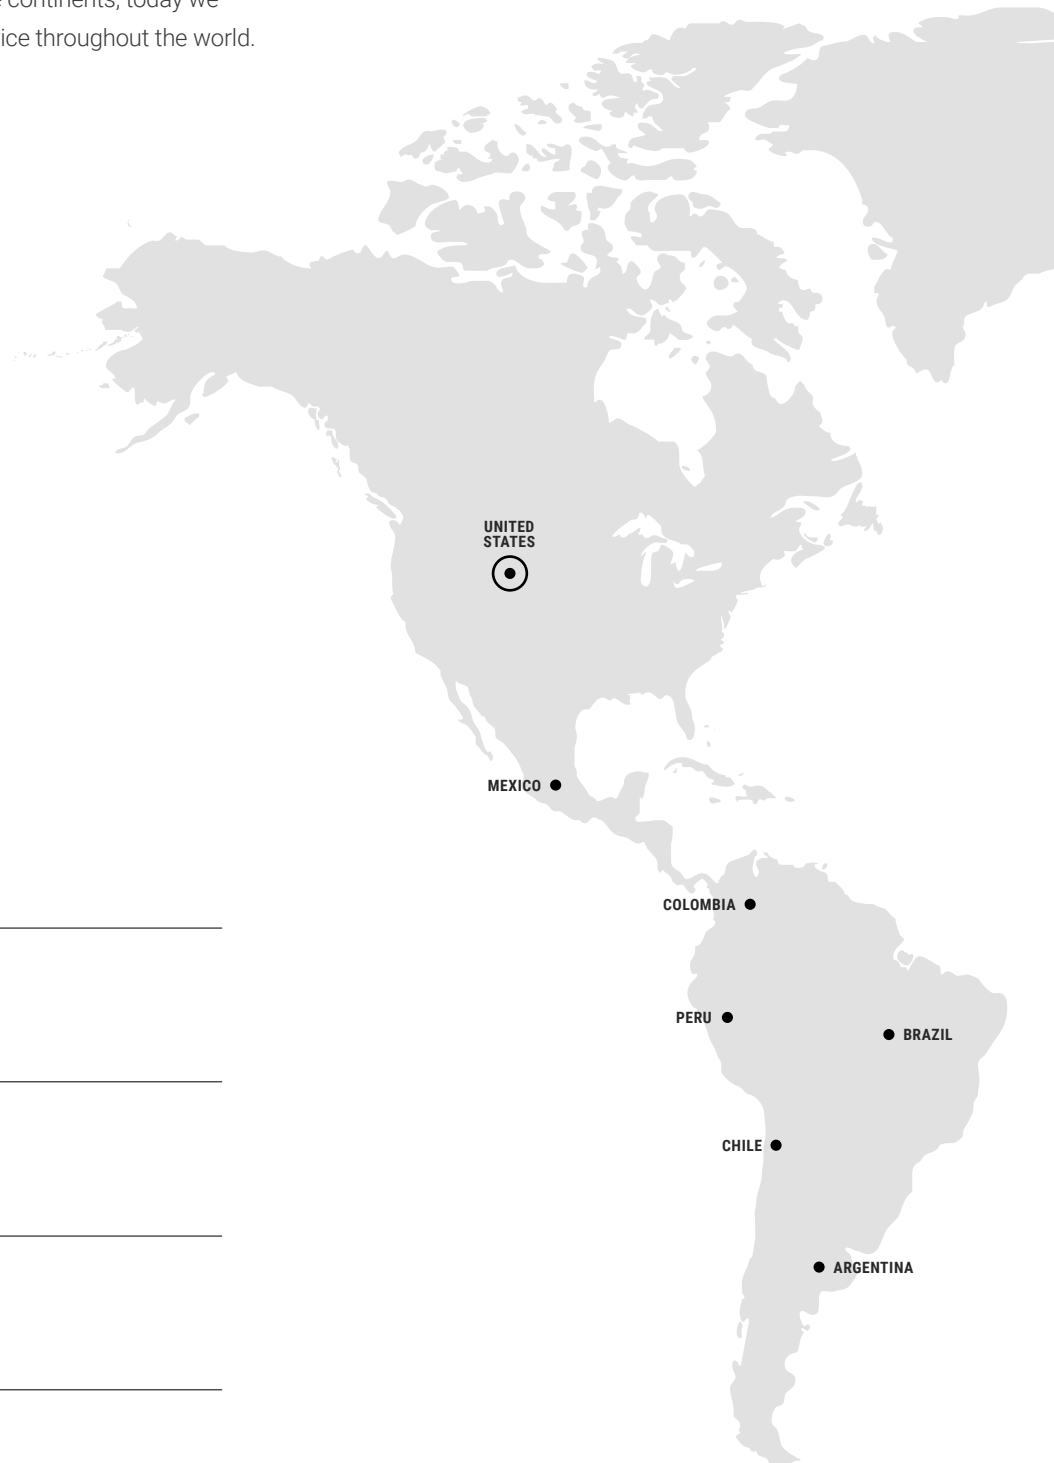 continents, today we
ice throughout the world.
UNITED
STATES
MEXICO
COLOMBIA
PERU
BRAZIL
CHILE
ARGENTINA